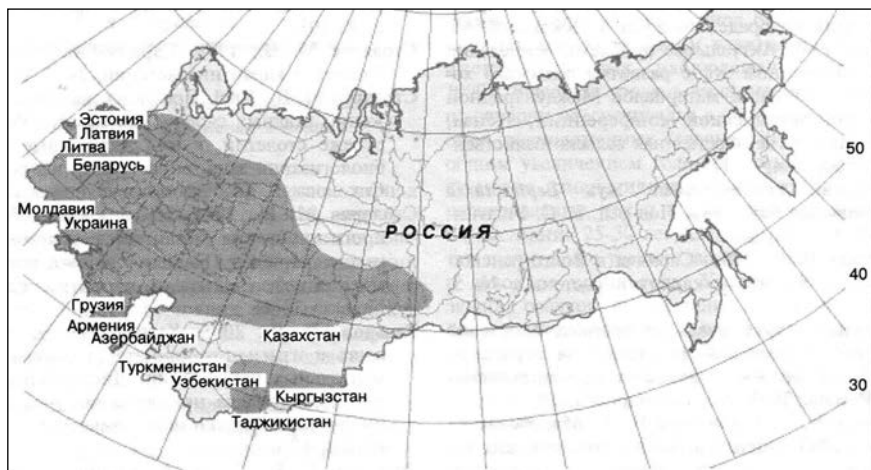 Эстония
Латвия
Литва
Беларусь
50
Молдавия
Украина
РОССИЯ
40
Грузия
Армения
Азербайджан
Казахстан
Туркменистан
Узбекистан
30
Кыргызстан
Таджикистан